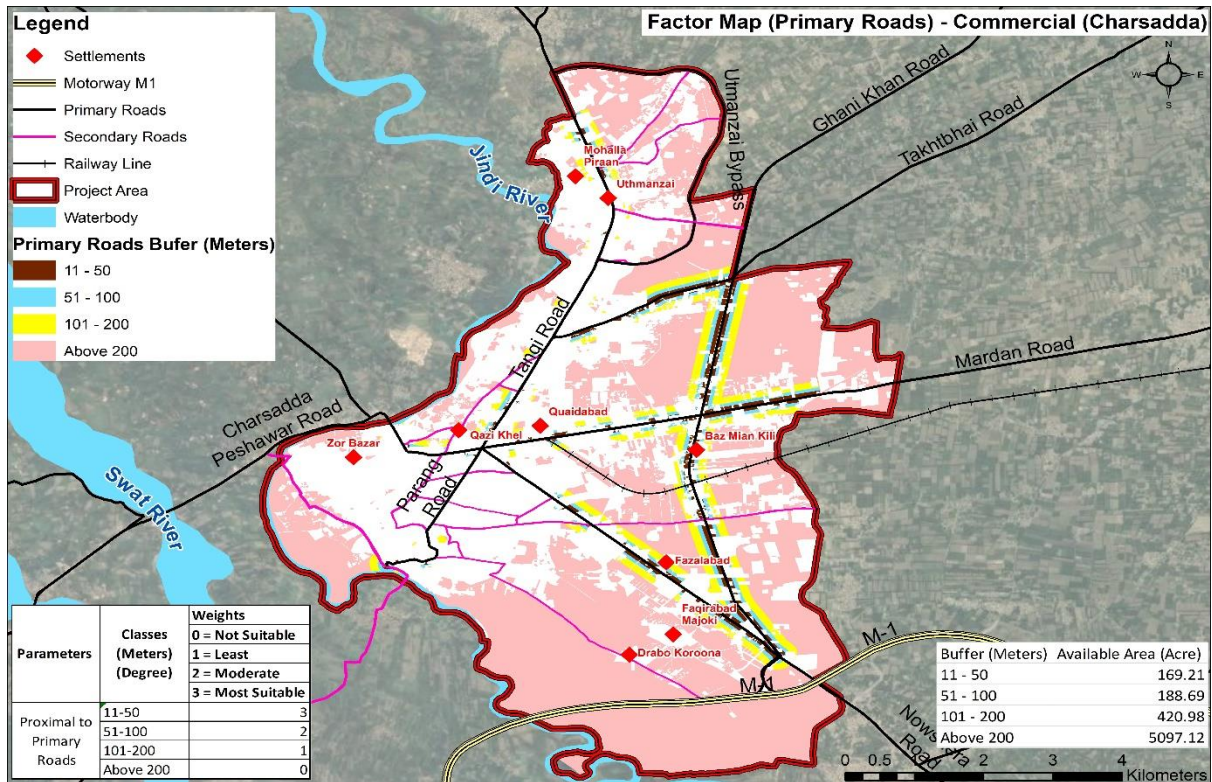 Factor Map (Primary Roads) - Commercial (Charsadda)
Legend
Settlements
Motorway M1
Primary Roads
Secondary Roads
Railway Line
Project Area
Waterbody
Primary Roads Bufer (Meters)
11 - 50
51 - 100
101 - 200
Above 200
N
W E
S
Ghani Khan Road
Takhtbhai Road
Utmanzai Bypass
Jindi River
Mohalla
Piraan
Uthmanzai
Tangi Road
Mardan Road
Charsadda
Peshawar Road
Zor Bazar
Qazi Khel
Quaidabad
Baz Mian Kili
Parang
Road
Swat River
Fazalabad
Faqirabad
Majoki
Drabo Koroona
M-1
M-1
Nowshera
Road
Parameters
Classes
(Meters)
(Degree)
Weights
0 = Not Suitable
1 = Least
2 = Moderate
3 = Most Suitable
Proximal to
Primary
Roads
11-50 3
51-100 2
101-200 1
Above 200 0
Buffer (Meters) Available Area (Acre)
11 - 50 169.21
51 - 100 188.69
101 - 200 420.98
Above 200 5097.12
0 0.5 1 2 3 4
Kilometers